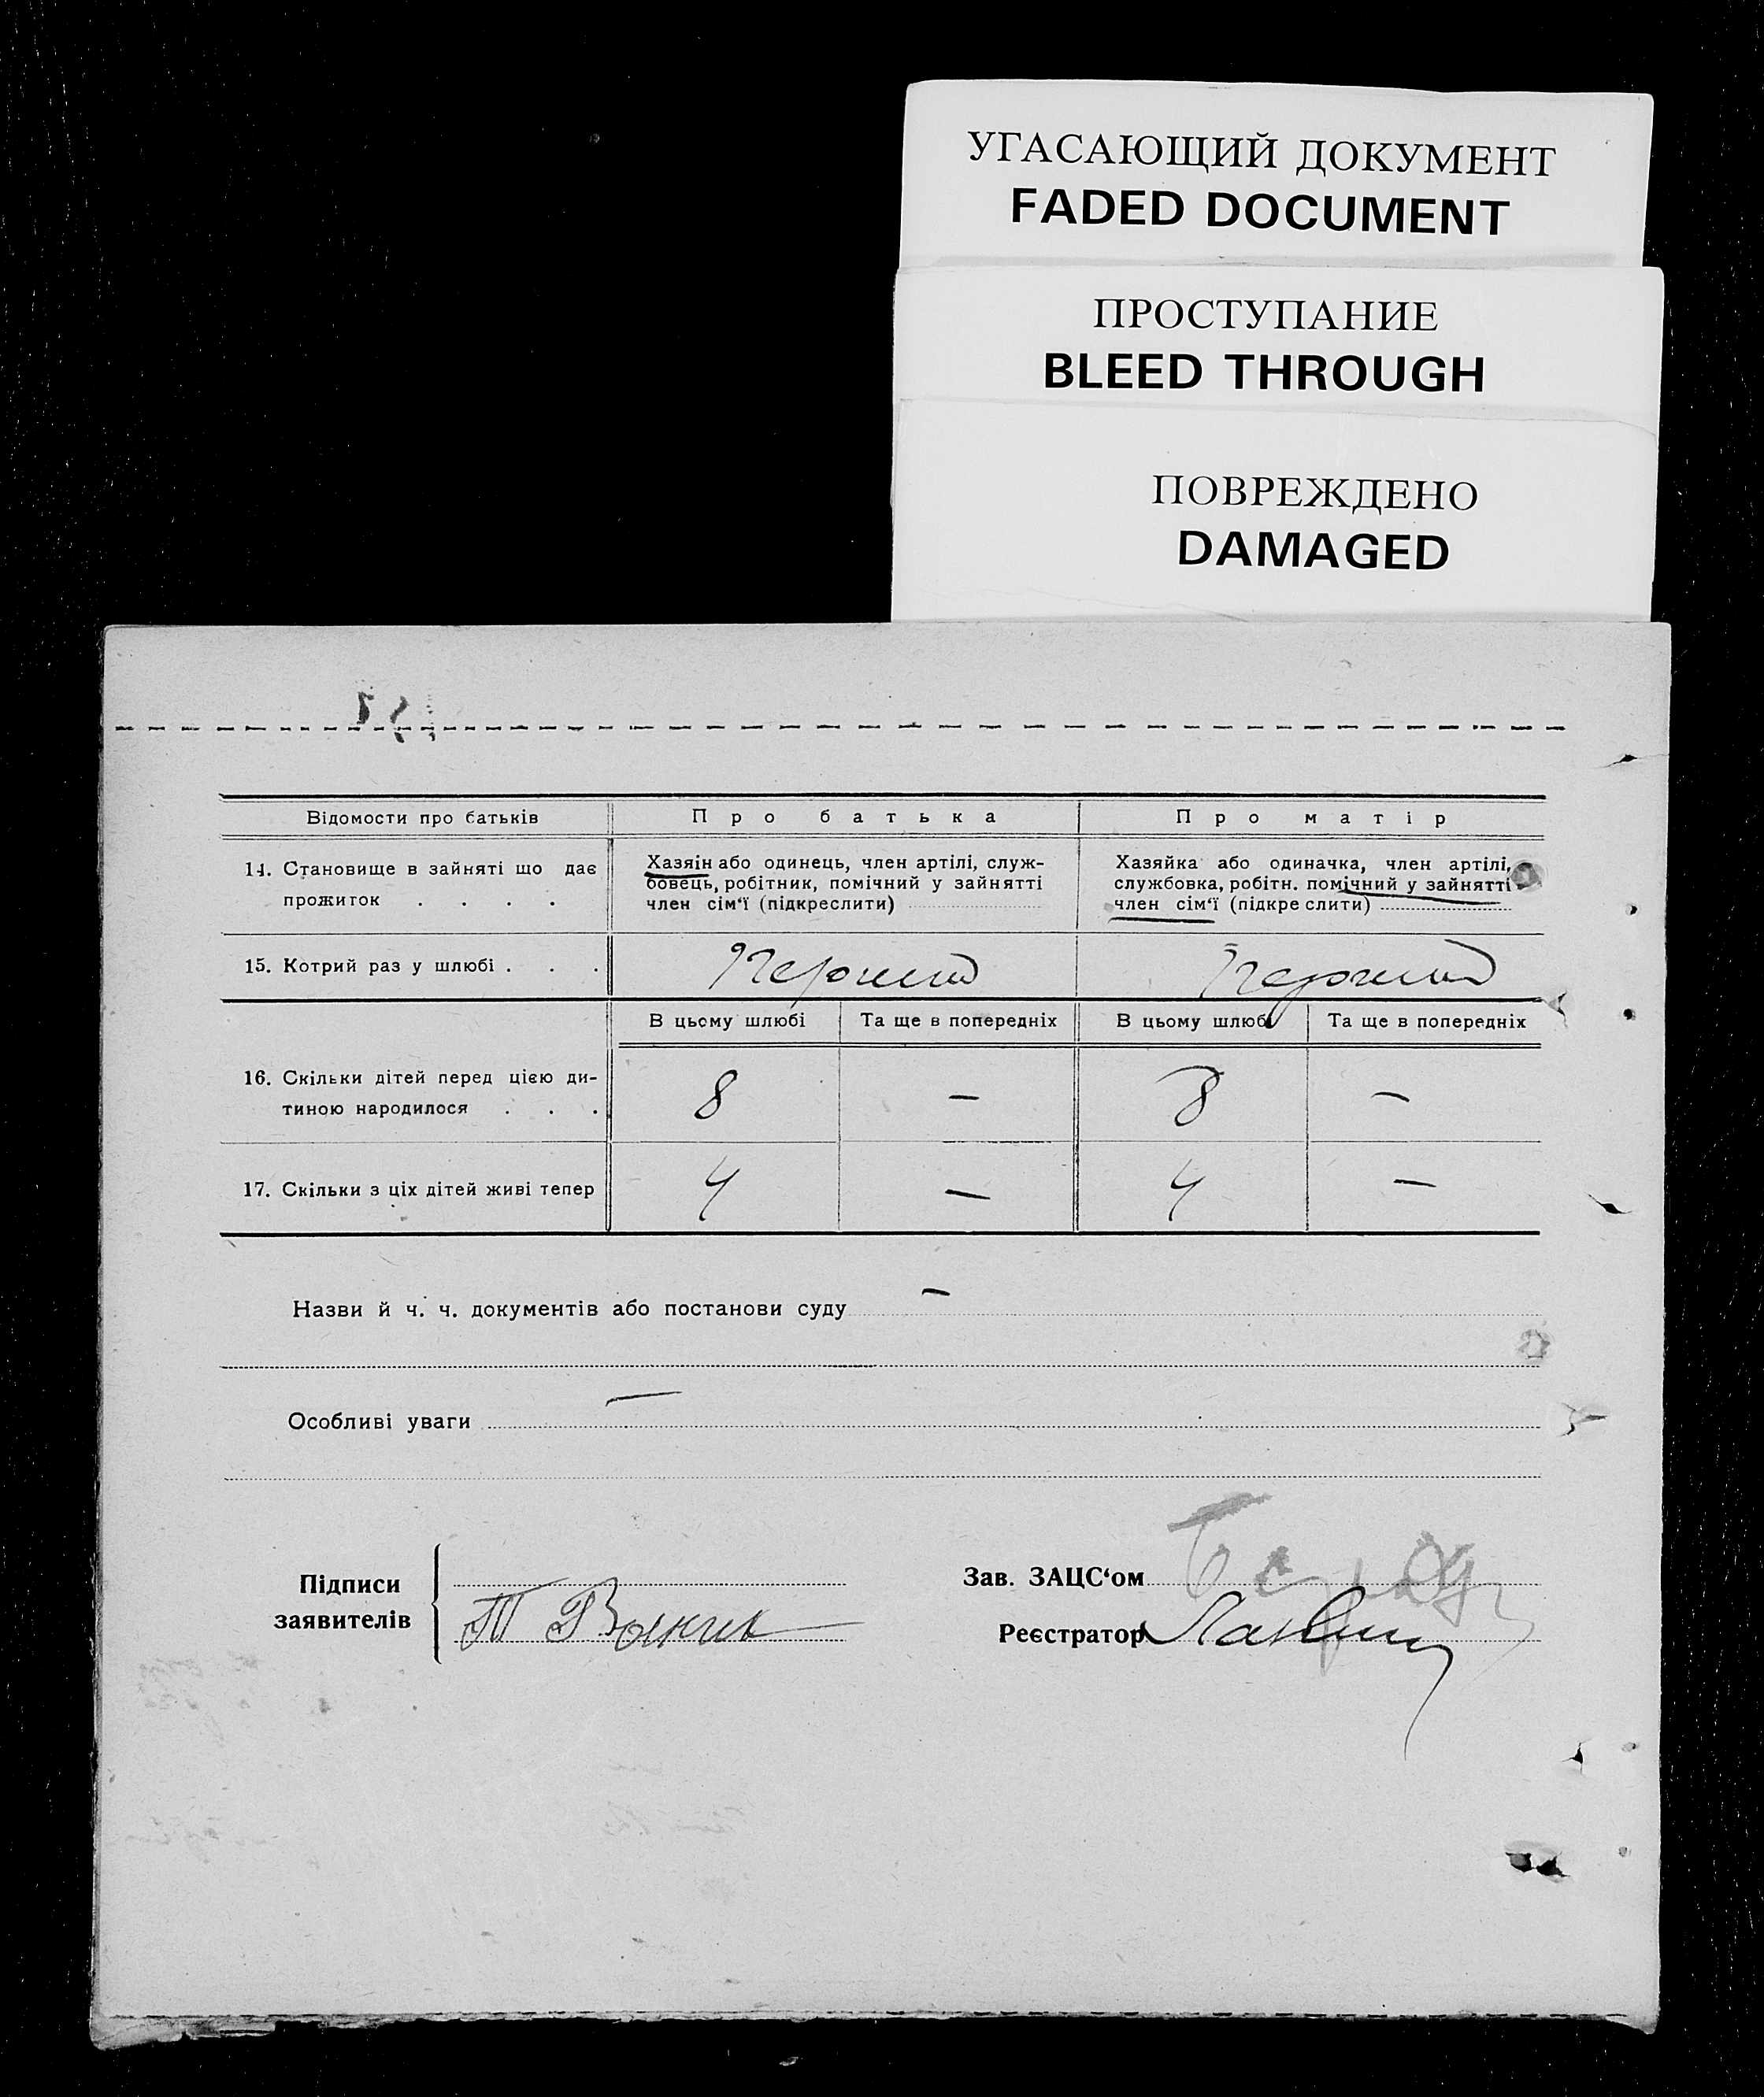 УГАСАЮЩИЙ ДОКУМЕНТ
FADED DOCUMENT
ПРОСТУПАНИЕ
BLEED THROUGH
ПОВРЕЖДЕНО
DAMAGED
Відомости про батьків
Про батька
Про матір
14. Становище в зайняті що дає
прожиток . . . .
Хазяїн або одинець, член артілі, служ-
бовець, робітник, помічний у зайнятті
член сім‘ї (підкреслити)
Хазяйка або одиначка, член артілі,
службовка, робітн. помічний у зайнятті
член сім‘ї (підкреслити)
15. Котрий раз у шлюбі . . .
Перший
Перший
В цьому шлюбі
Та ще в попередніх
В цьому шлюбі
Та ще в попередніх
16. Скільки дітей перед цією ди-
тиною народилося . . .
8
—
8
—
17. Скільки з ціх дітей живі тепер
4
—
4
—
Назви й ч. ч. документів або постанови суду —
Особливі уваги —
Підписи
заявителів
Зав. ЗАЦС‘ом
Реєстратор